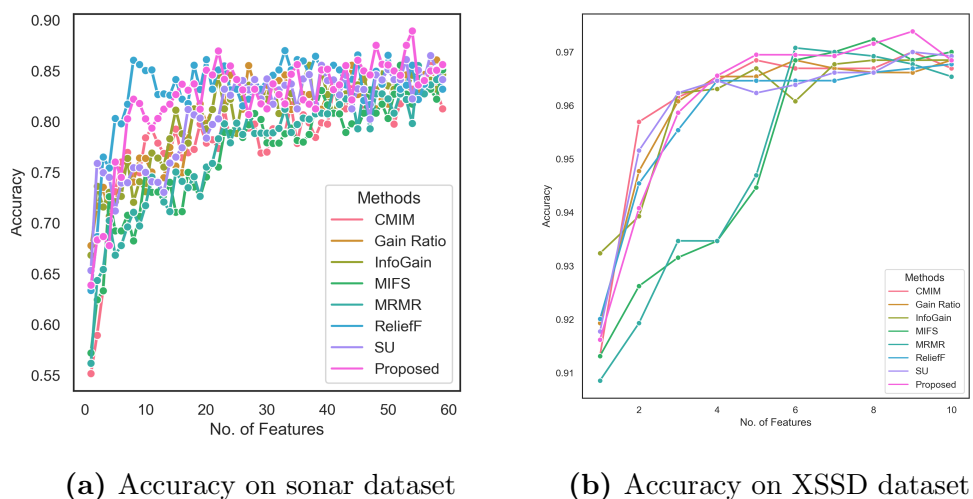 0.90
0.85
0.80
0.75
0.70
0.65
0.60
0.55
Accuracy
0 10 20 30 40 50 60
No. of Features
Methods
CMIM
Gain Ratio
InfoGain
MIFS
MRMR
ReliefF
SU
Proposed
(a) Accuracy on sonar dataset
0.97
0.96
0.95
0.94
0.93
0.92
0.91
Accuracy
2 4 6 8 10
No. of Features
Methods
CMIM
Gain Ratio
InfoGain
MIFS
MRMR
ReliefF
SU
Proposed
(b) Accuracy on XSSD dataset